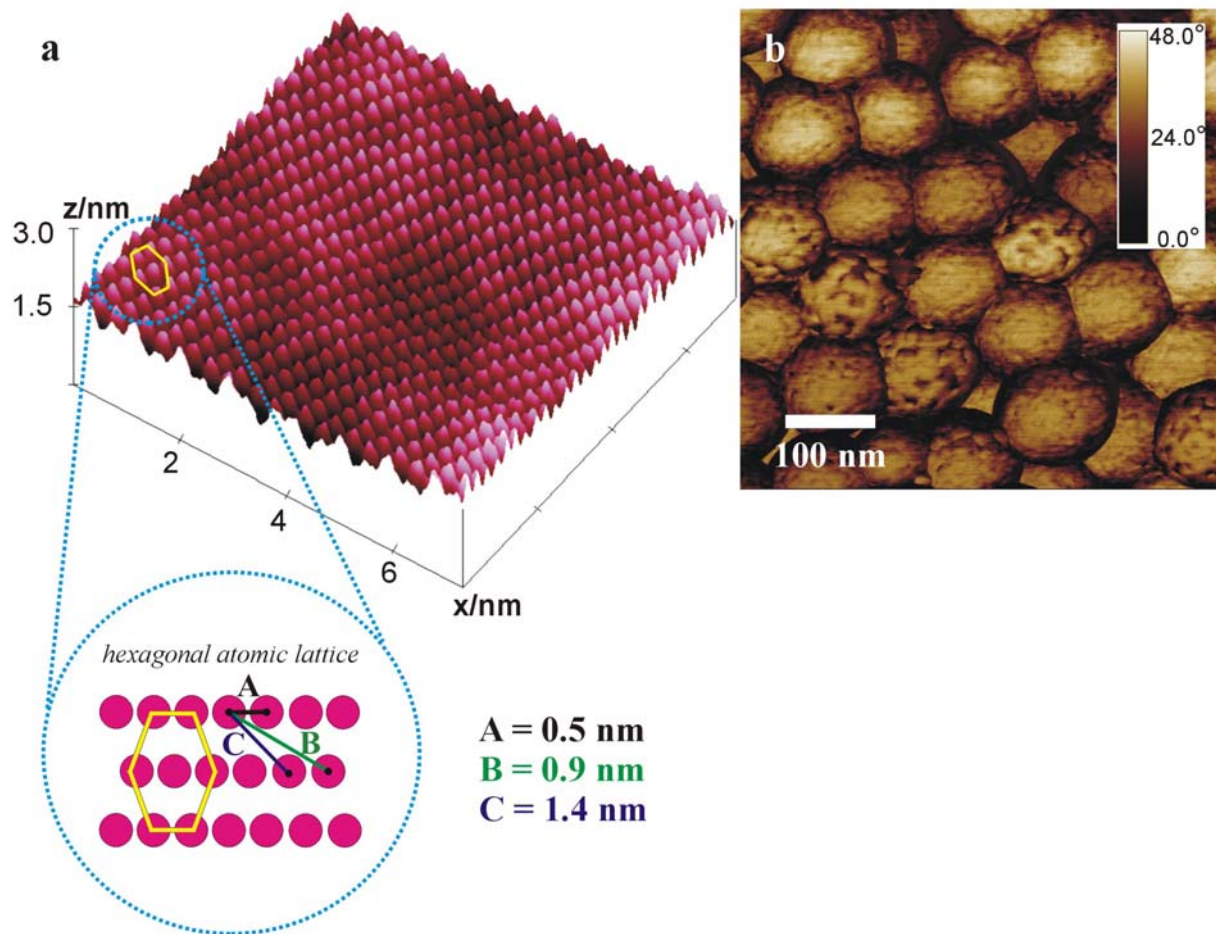 a
z/nm
3.0
1.5
2
4
6
x/nm
b
48.0°
24.0°
0.0°
100 nm
hexagonal atomic lattice
A
C
B
A = 0.5 nm
B = 0.9 nm
C = 1.4 nm